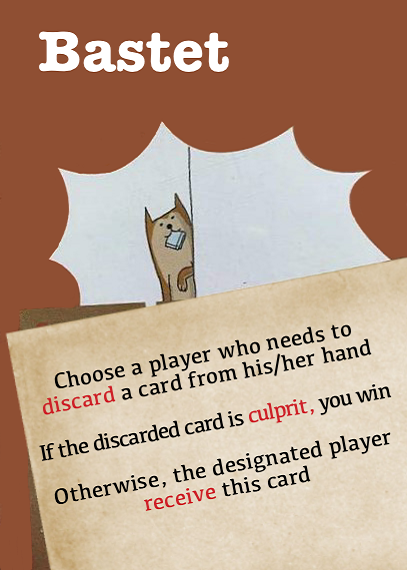 Bastet
Choose a player who needs to
discard a card from his/her hand
If the discarded card is culprit, you win
Otherwise, the designated player
receive this card